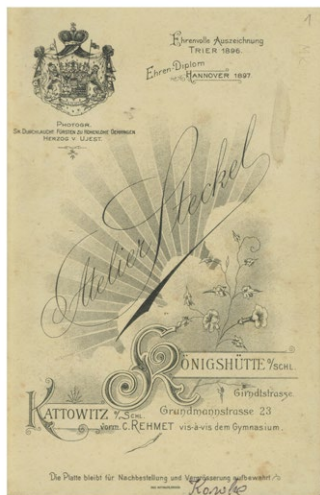 1
Ehrenvolle Auszeichnung
TRIER 1896.
Ehren-Diplom
HANNOVER 1897
PHOTOGR.
SR DURCHLAUCHT FÜRSTEN ZU HOHENLOHE OEHRINGEN
HERZOG V. UJEST.
Atelier Steckel
KÖNIGSHÜTTE O/SCHL.
Girndtstrasse.
KATTOWITZ O/SCHL. Grundmannstrasse 23
vorm. C. REHMET vis-à-vis dem Gymnasium.
Die Platte bleibt für Nachbestellung und Vergrösserung aufbewahrt